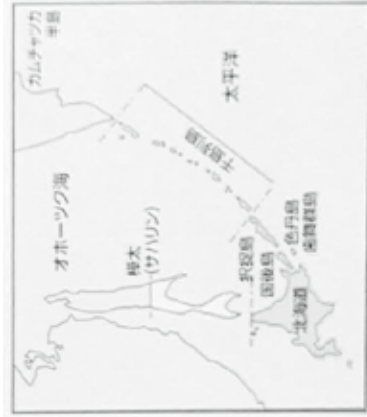 カムチャツカ
半島
オホーツク海
樺太
(サハリン)
千島列島
太平洋
択捉島
国後島
色丹島
歯舞群島
北海道